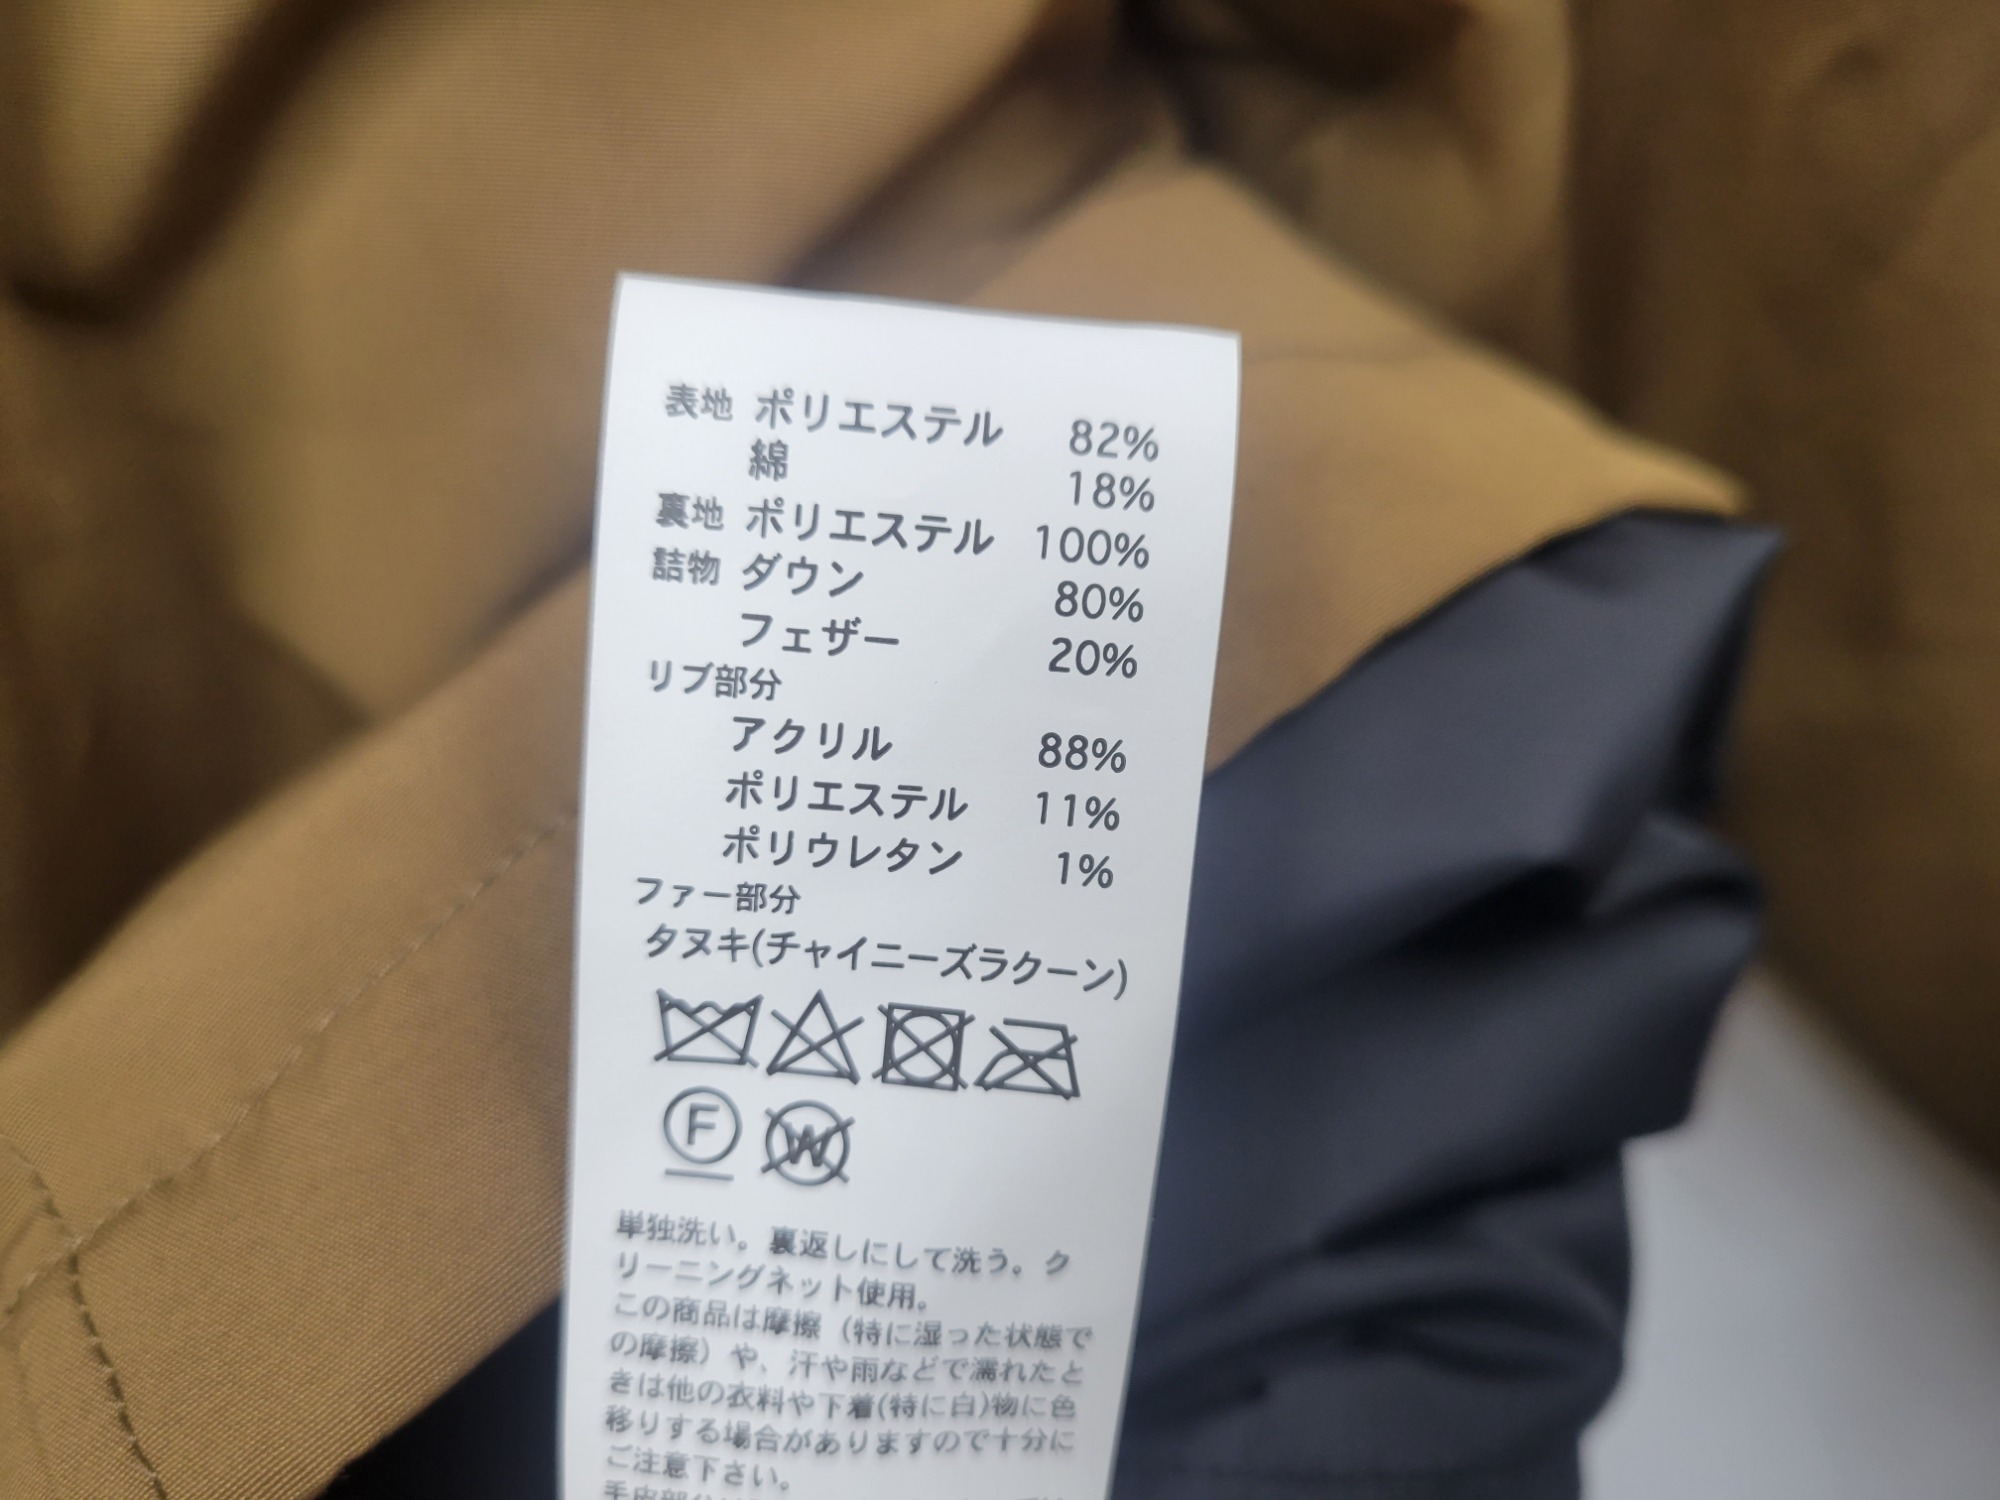 表地 ポリエステル 82%
綿 18%
裏地 ポリエステル 100%
詰物 ダウン 80%
フェザー 20%
リブ部分
アクリル 88%
ポリエステル 11%
ポリウレタン 1%
ファー部分
タヌキ(チャイニーズラクーン)
F W
単独洗い。裏返しにして洗う。ク
リーニングネット使用。
この商品は摩擦（特に湿った状態で
の摩擦）や、汗や雨などで濡れたと
きは他の衣料や下着(特に白)物に色
移りする場合がありますので十分に
ご注意下さい。